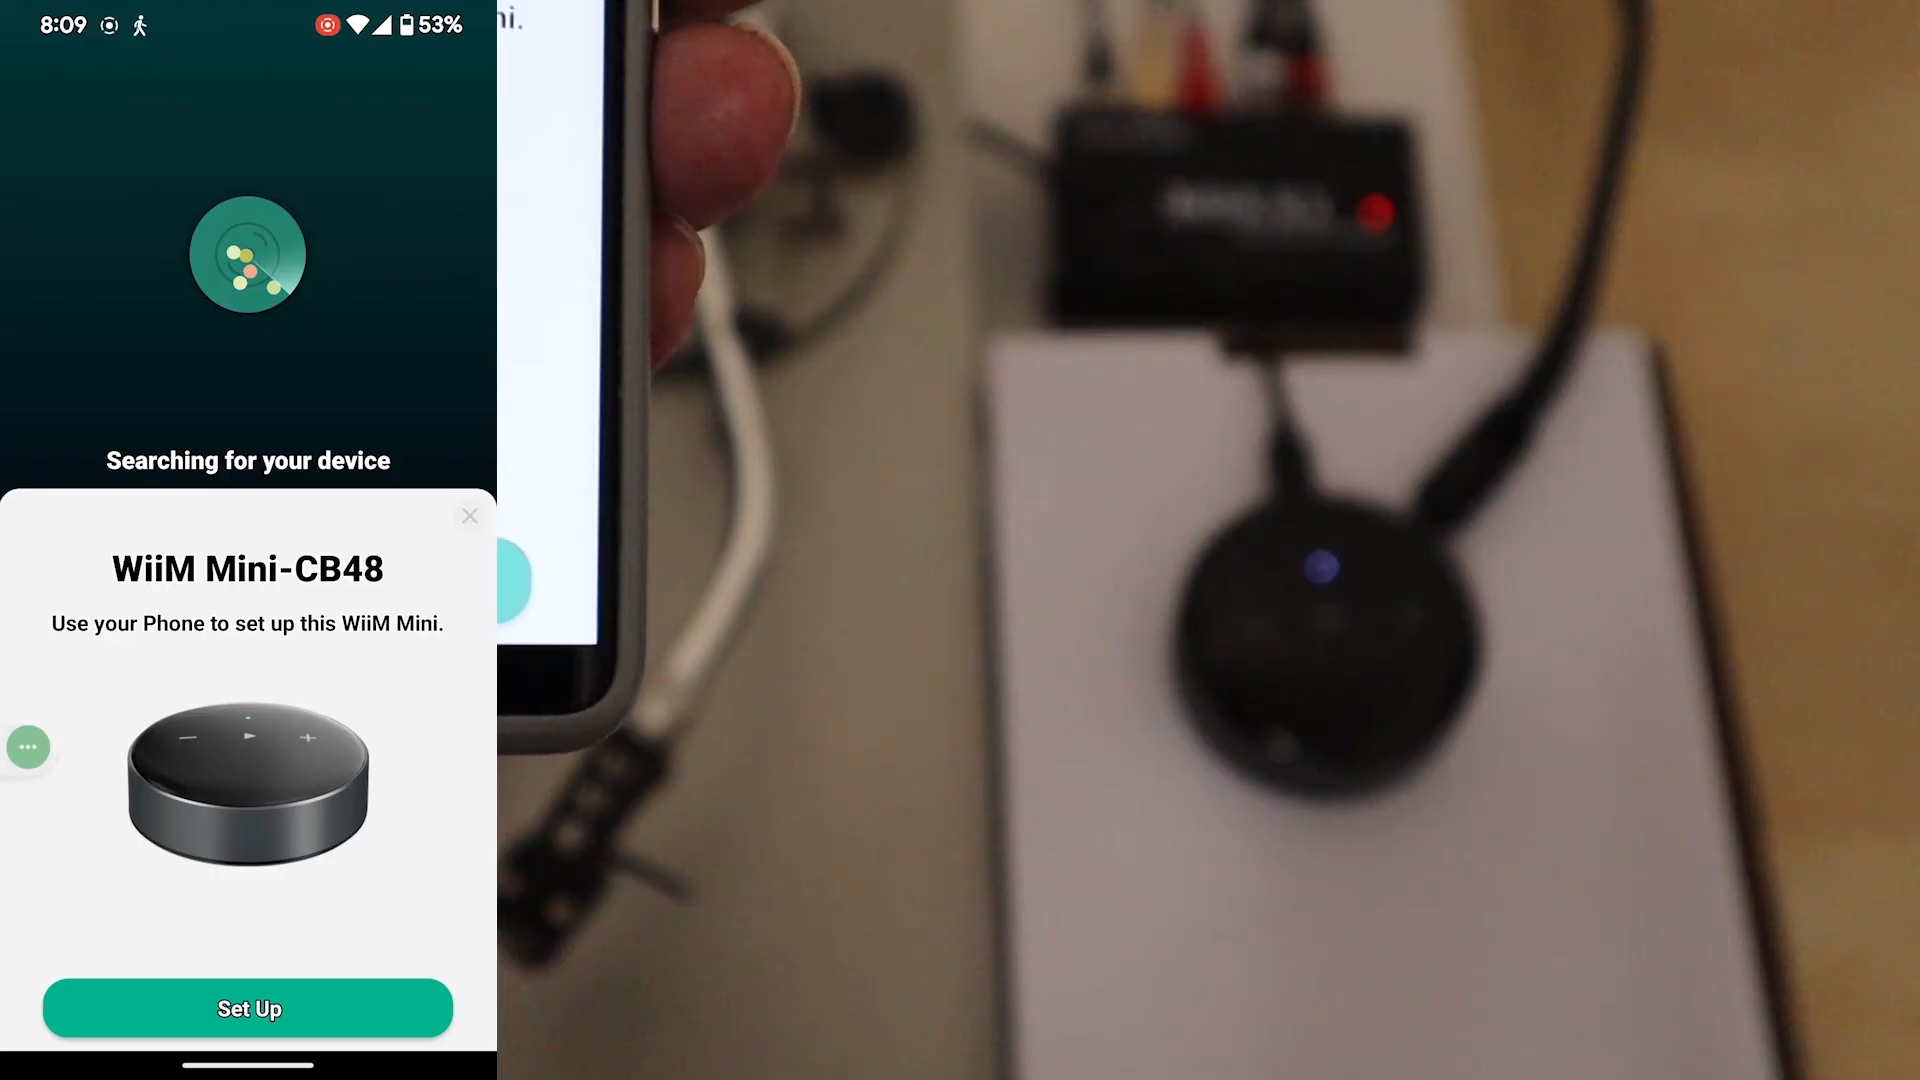 8:09
53%
Searching for your device
WiiM Mini-CB48
Use your Phone to set up this WiiM Mini.
Set Up
ni.